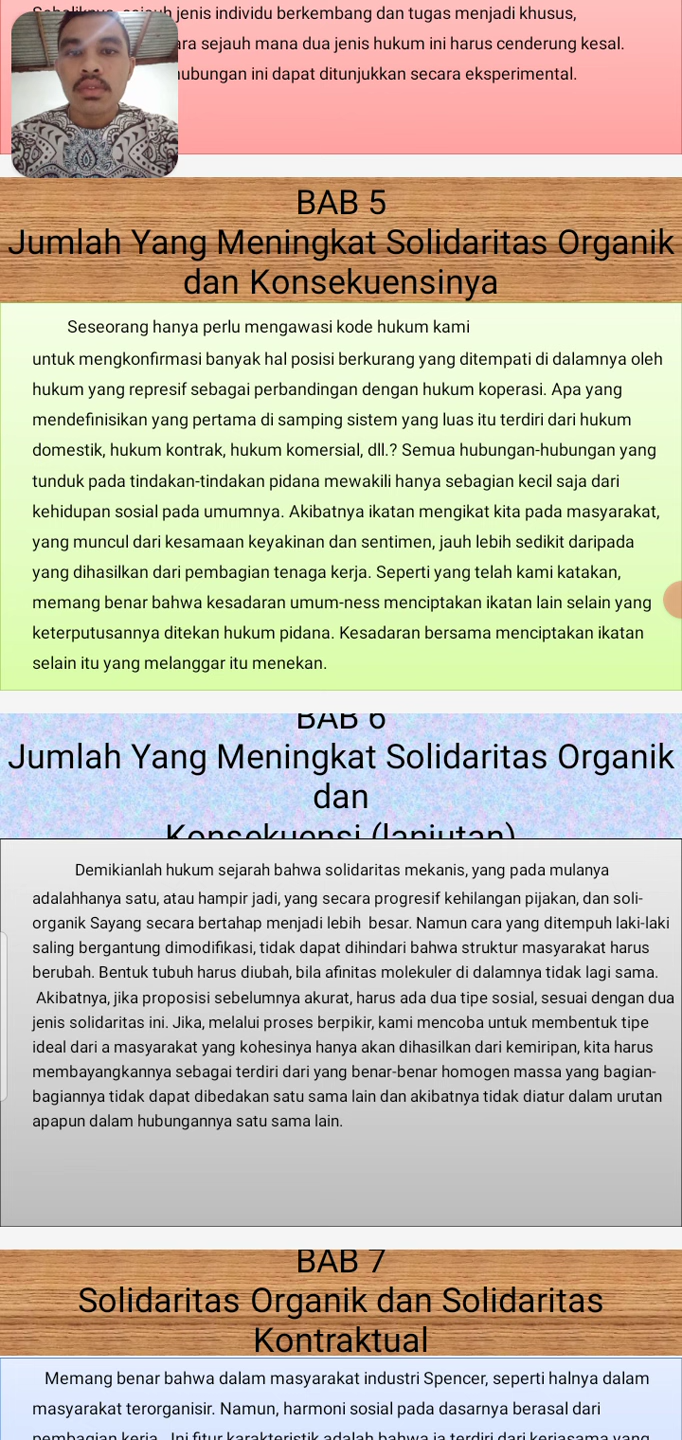 jenis individu berkembang dan tugas menjadi khusus,
sejauh mana dua jenis hukum ini harus cenderung kesal.
hubungan ini dapat ditunjukkan secara eksperimental.
BAB 5
Jumlah Yang Meningkat Solidaritas Organik
dan Konsekuensinya
Seseorang hanya perlu mengawasi kode hukum kami
untuk mengkonfirmasi banyak hal posisi berkurang yang ditempati di dalamnya oleh
hukum yang represif sebagai perbandingan dengan hukum koperasi. Apa yang
mendefinisikan yang pertama di samping sistem yang luas itu terdiri dari hukum
domestik, hukum kontrak, hukum komersial, dll.? Semua hubungan-hubungan yang
tunduk pada tindakan-tindakan pidana mewakili hanya sebagian kecil saja dari
kehidupan sosial pada umumnya. Akibatnya ikatan mengikat kita pada masyarakat,
yang muncul dari kesamaan keyakinan dan sentimen, jauh lebih sedikit daripada
yang dihasilkan dari pembagian tenaga kerja. Seperti yang telah kami katakan,
memang benar bahwa kesadaran umum-ness menciptakan ikatan lain selain yang
keterputusannya ditekan hukum pidana. Kesadaran bersama menciptakan ikatan
selain itu yang melanggar itu menekan.
BAB 6
Jumlah Yang Meningkat Solidaritas Organik
dan
Konsekuensi (lanjutan)
Demikianlah hukum sejarah bahwa solidaritas mekanis, yang pada mulanya
adalahhanya satu, atau hampir jadi, yang secara progresif kehilangan pijakan, dan soli-
organik Sayang secara bertahap menjadi lebih besar. Namun cara yang ditempuh laki-laki
saling bergantung dimodifikasi, tidak dapat dihindari bahwa struktur masyarakat harus
berubah. Bentuk tubuh harus diubah, bila afinitas molekuler di dalamnya tidak lagi sama.
Akibatnya, jika proposisi sebelumnya akurat, harus ada dua tipe sosial, sesuai dengan dua
jenis solidaritas ini. Jika, melalui proses berpikir, kami mencoba untuk membentuk tipe
ideal dari a masyarakat yang kohesinya hanya akan dihasilkan dari kemiripan, kita harus
membayangkannya sebagai terdiri dari yang benar-benar homogen massa yang bagian-
bagiannya tidak dapat dibedakan satu sama lain dan akibatnya tidak diatur dalam urutan
apapun dalam hubungannya satu sama lain.
BAB 7
Solidaritas Organik dan Solidaritas
Kontraktual
Memang benar bahwa dalam masyarakat industri Spencer, seperti halnya dalam
masyarakat terorganisir. Namun, harmoni sosial pada dasarnya berasal dari
pembagian kerja. Ini fitur karakteristik adalah bahwa ia terdiri dari kerjasama yang